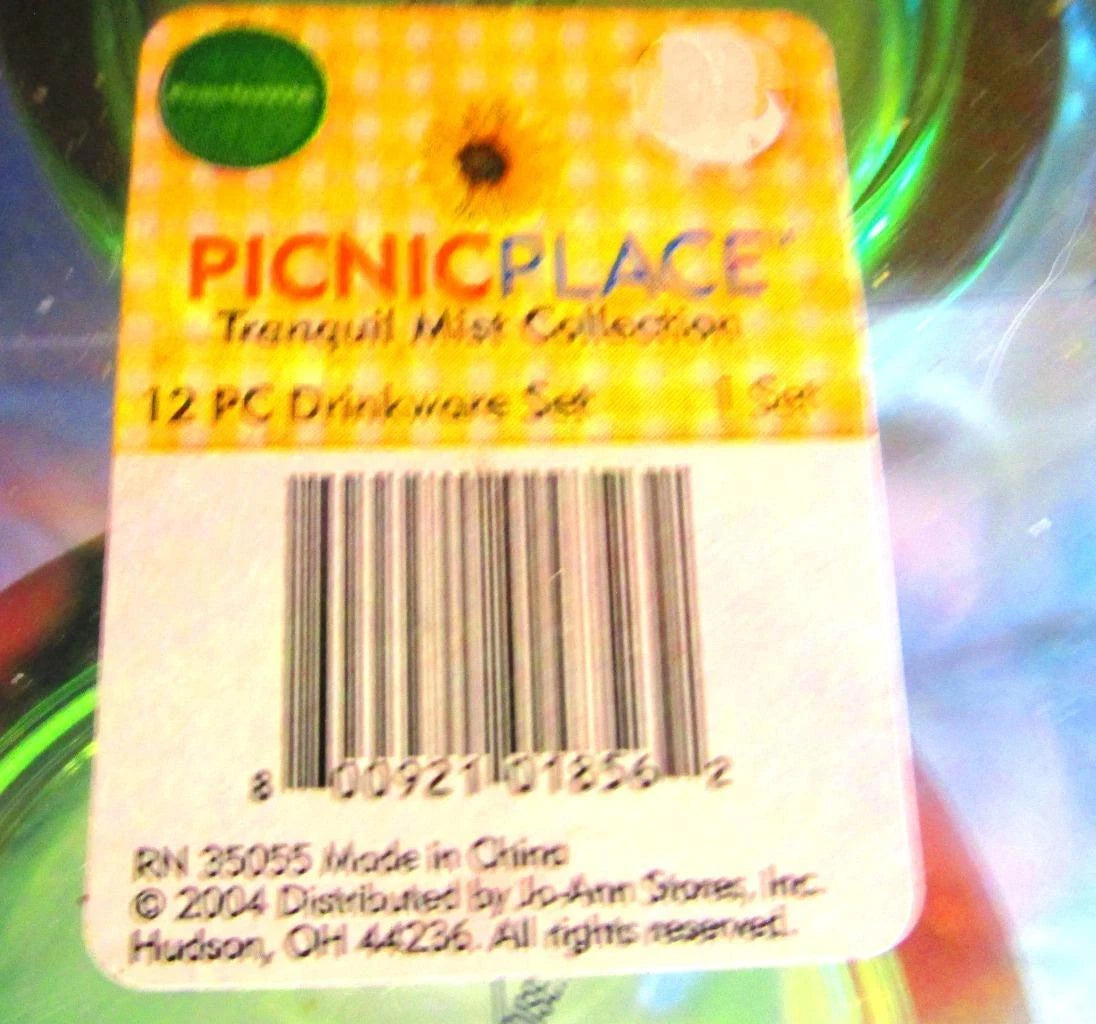 PICNICPLACE™
Tranquil Mist Collection
12 PC Drinkware Set 1 Set
8 00921 01856 2
RN 35055 Made in China
© 2004 Distributed by Jo-Ann Stores, Inc.
Hudson, OH 44236. All rights reserved.